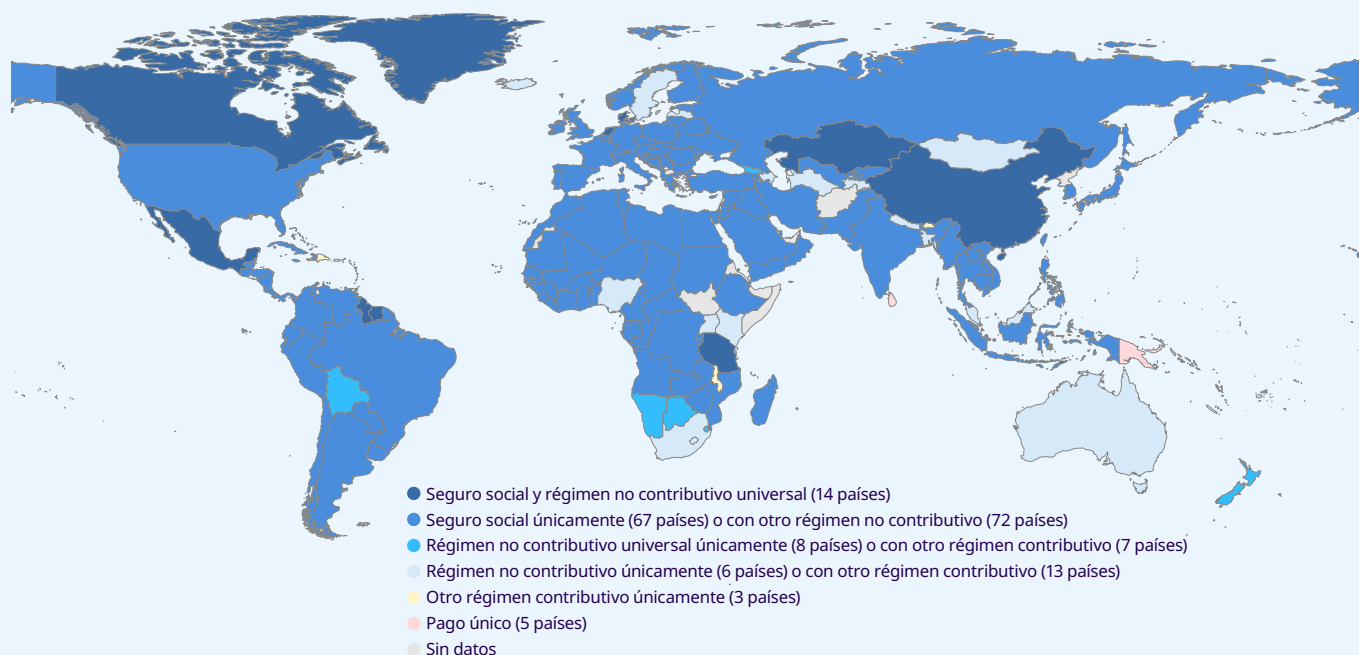 Seguro social y régimen no contributivo universal (14 países)
Seguro social únicamente (67 países) o con otro régimen no contributivo (72 países)
Régimen no contributivo universal únicamente (8 países) o con otro régimen contributivo (7 países)
Régimen no contributivo únicamente (6 países) o con otro régimen contributivo (13 países)
Otro régimen contributivo únicamente (3 países)
Pago único (5 países)
Sin datos